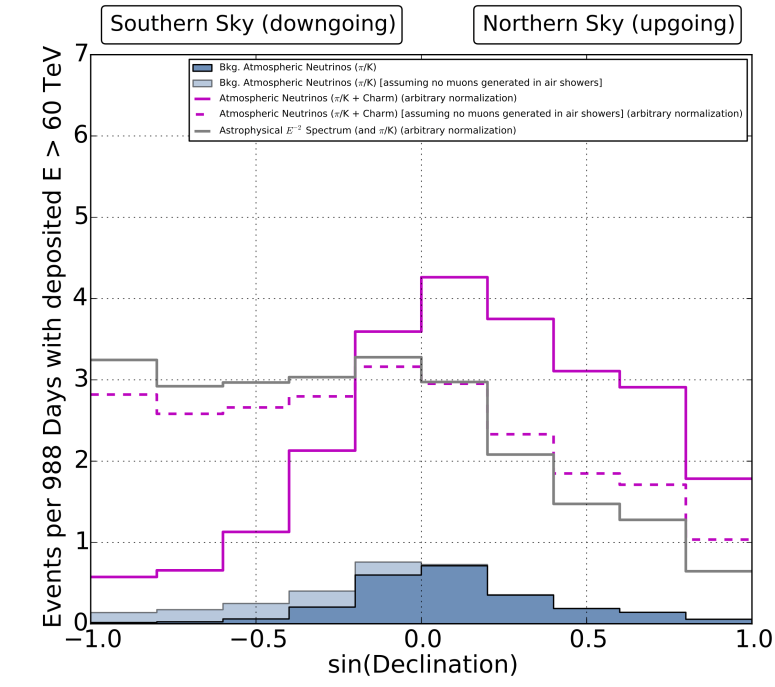 Southern Sky (downgoing)
Northern Sky (upgoing)
Events per 988 Days with deposited E > 60 TeV
7
6
5
4
3
2
1
0
Bkg. Atmospheric Neutrinos (π/K)
Bkg. Atmospheric Neutrinos (π/K) [assuming no muons generated in air showers]
Atmospheric Neutrinos (π/K + Charm) (arbitrary normalization)
Atmospheric Neutrinos (π/K + Charm) [assuming no muons generated in air showers] (arbitrary normalization)
Astrophysical E⁻² Spectrum (and π/K) (arbitrary normalization)
−1.0 −0.5 0.0 0.5 1.0
sin(Declination)